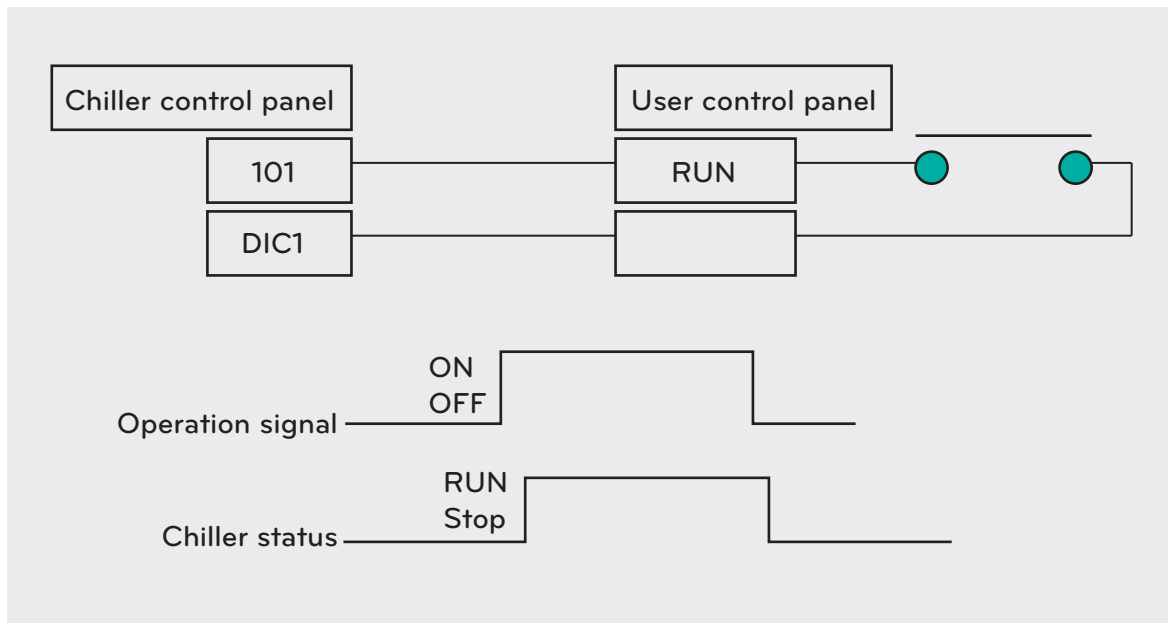 Chiller control panel
User control panel
101
RUN
DIC1
ON
OFF
Operation signal
RUN
Stop
Chiller status